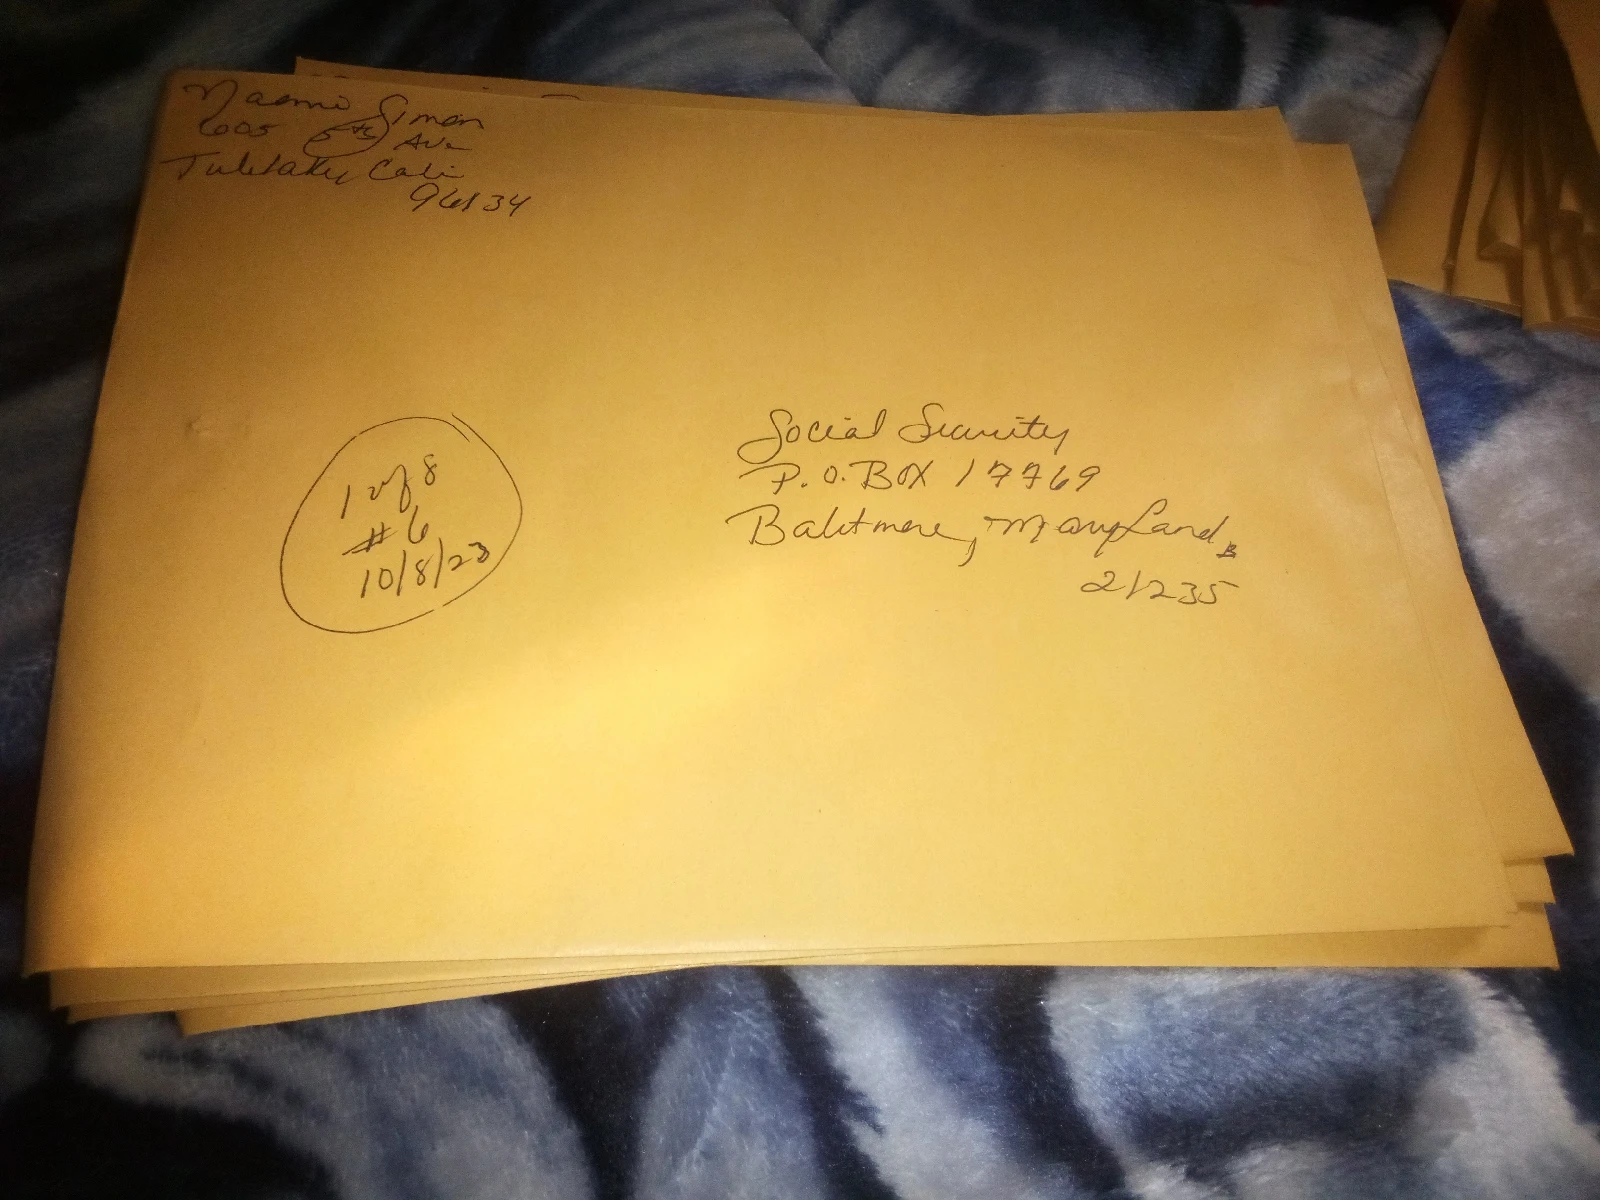 Naomi Simon
605 5th Ave
Tulelake, Cali
96134
1 of 8
#6
10/8/23
Social Security
P.O. BOX 17769
Baltimore, Maryland
21235